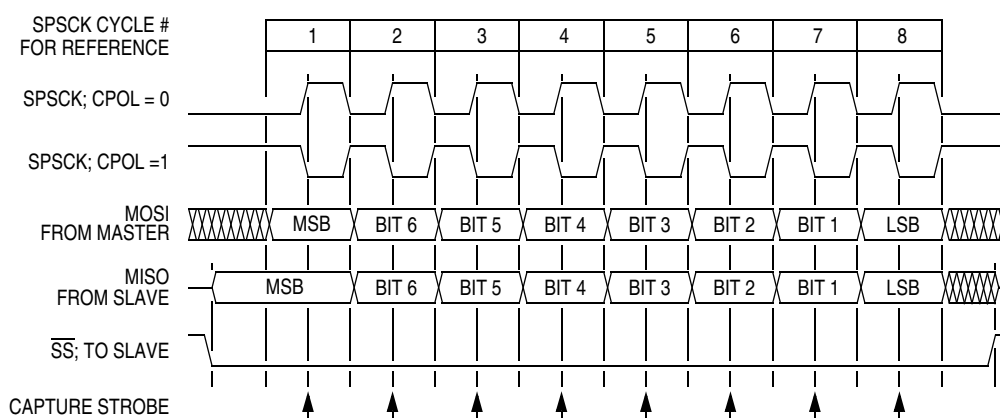 SPSCK CYCLE #
FOR REFERENCE
1 2 3 4 5 6 7 8
SPSCK; CPOL = 0
SPSCK; CPOL =1
MOSI
FROM MASTER
MSB BIT 6 BIT 5 BIT 4 BIT 3 BIT 2 BIT 1 LSB
MISO
FROM SLAVE
MSB BIT 6 BIT 5 BIT 4 BIT 3 BIT 2 BIT 1 LSB
SS; TO SLAVE
CAPTURE STROBE